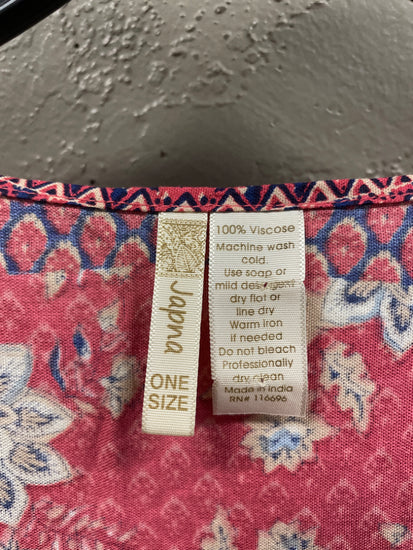 Japna
ONE
SIZE
100% Viscose
Machine wash
cold.
Use soap or
mild detergent
dry flat or
line dry
Warm iron
if needed
Do not bleach
Professionally
dry clean
Made in India
RN# 116696